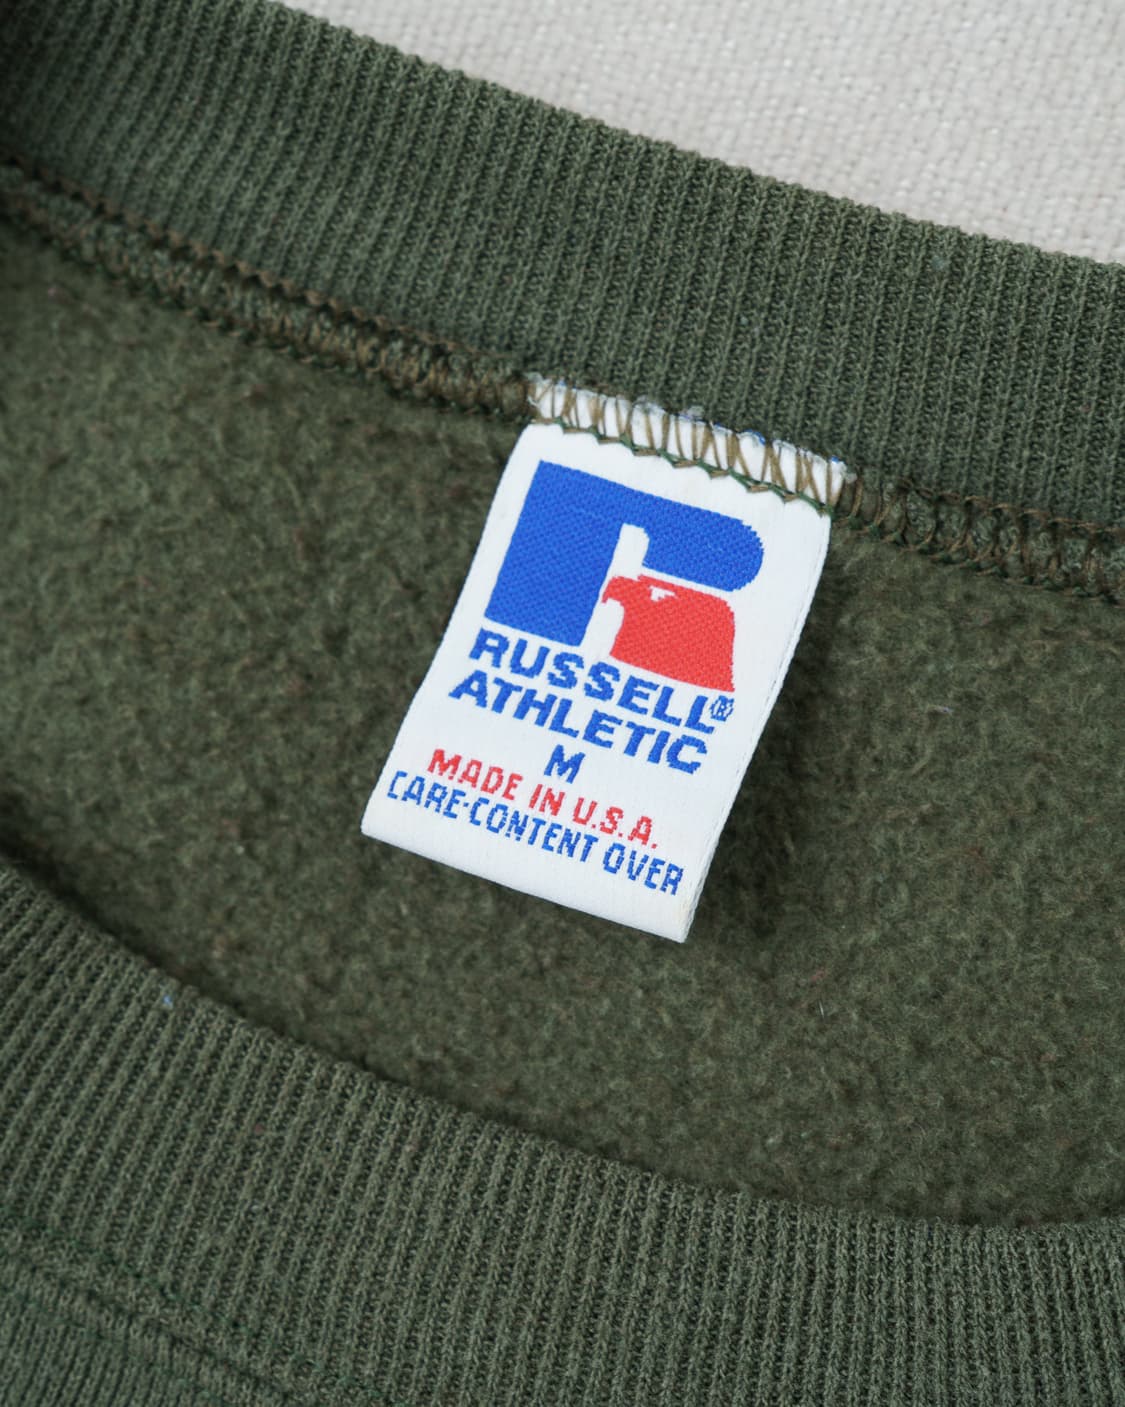 RUSSELL®
ATHLETIC
M
MADE IN U.S.A.
CARE-CONTENT OVER